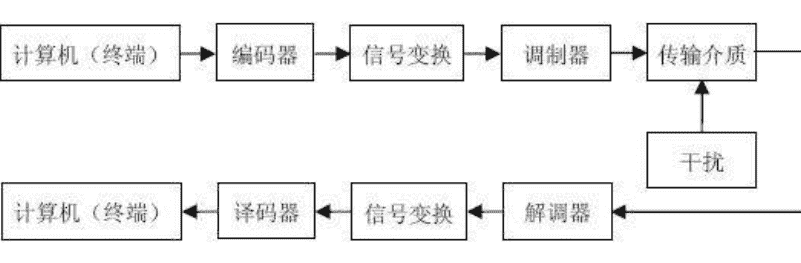 计算机（终端）
编码器
信号变换
调制器
传输介质
干扰
计算机（终端）
译码器
信号变换
解调器